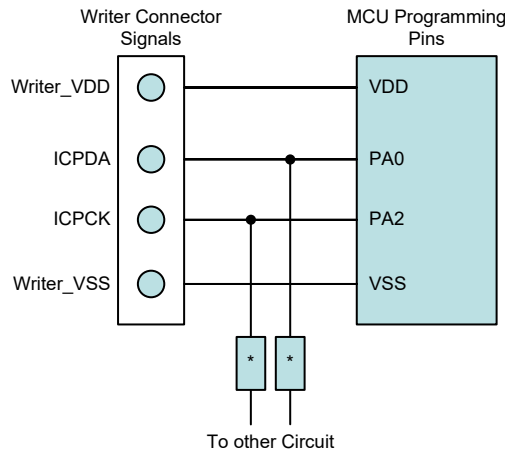 Writer Connector
Signals
MCU Programming
Pins
Writer_VDD
VDD
ICPDA
PA0
ICPCK
PA2
Writer_VSS
VSS
*
*
To other Circuit